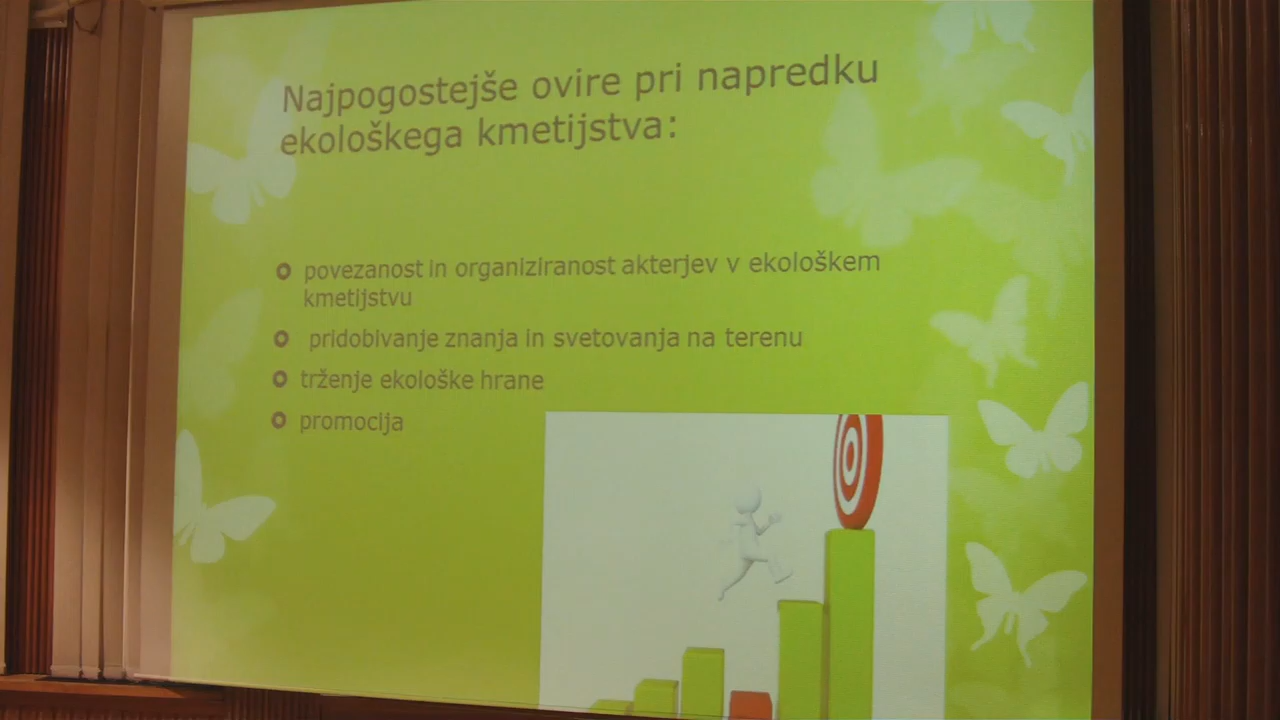 Najpogostejše ovire pri napredku
ekološkega kmetijstva:
povezanost in organiziranost akterjev v ekološkem
kmetijstvu
pridobivanje znanja in svetovanja na terenu
trženje ekološke hrane
promocija